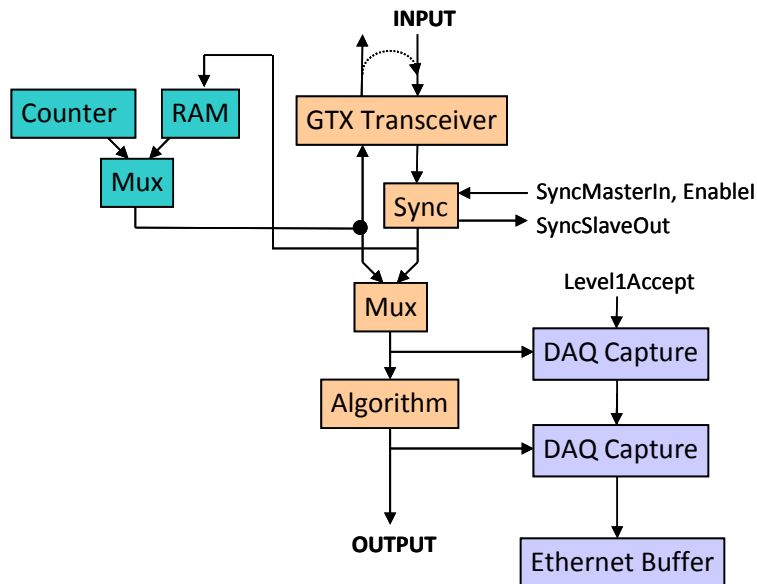 INPUT
Counter
RAM
GTX Transceiver
Mux
Sync
SyncMasterIn, EnableI
SyncSlaveOut
Mux
Level1Accept
DAQ Capture
Algorithm
DAQ Capture
OUTPUT
Ethernet Buffer